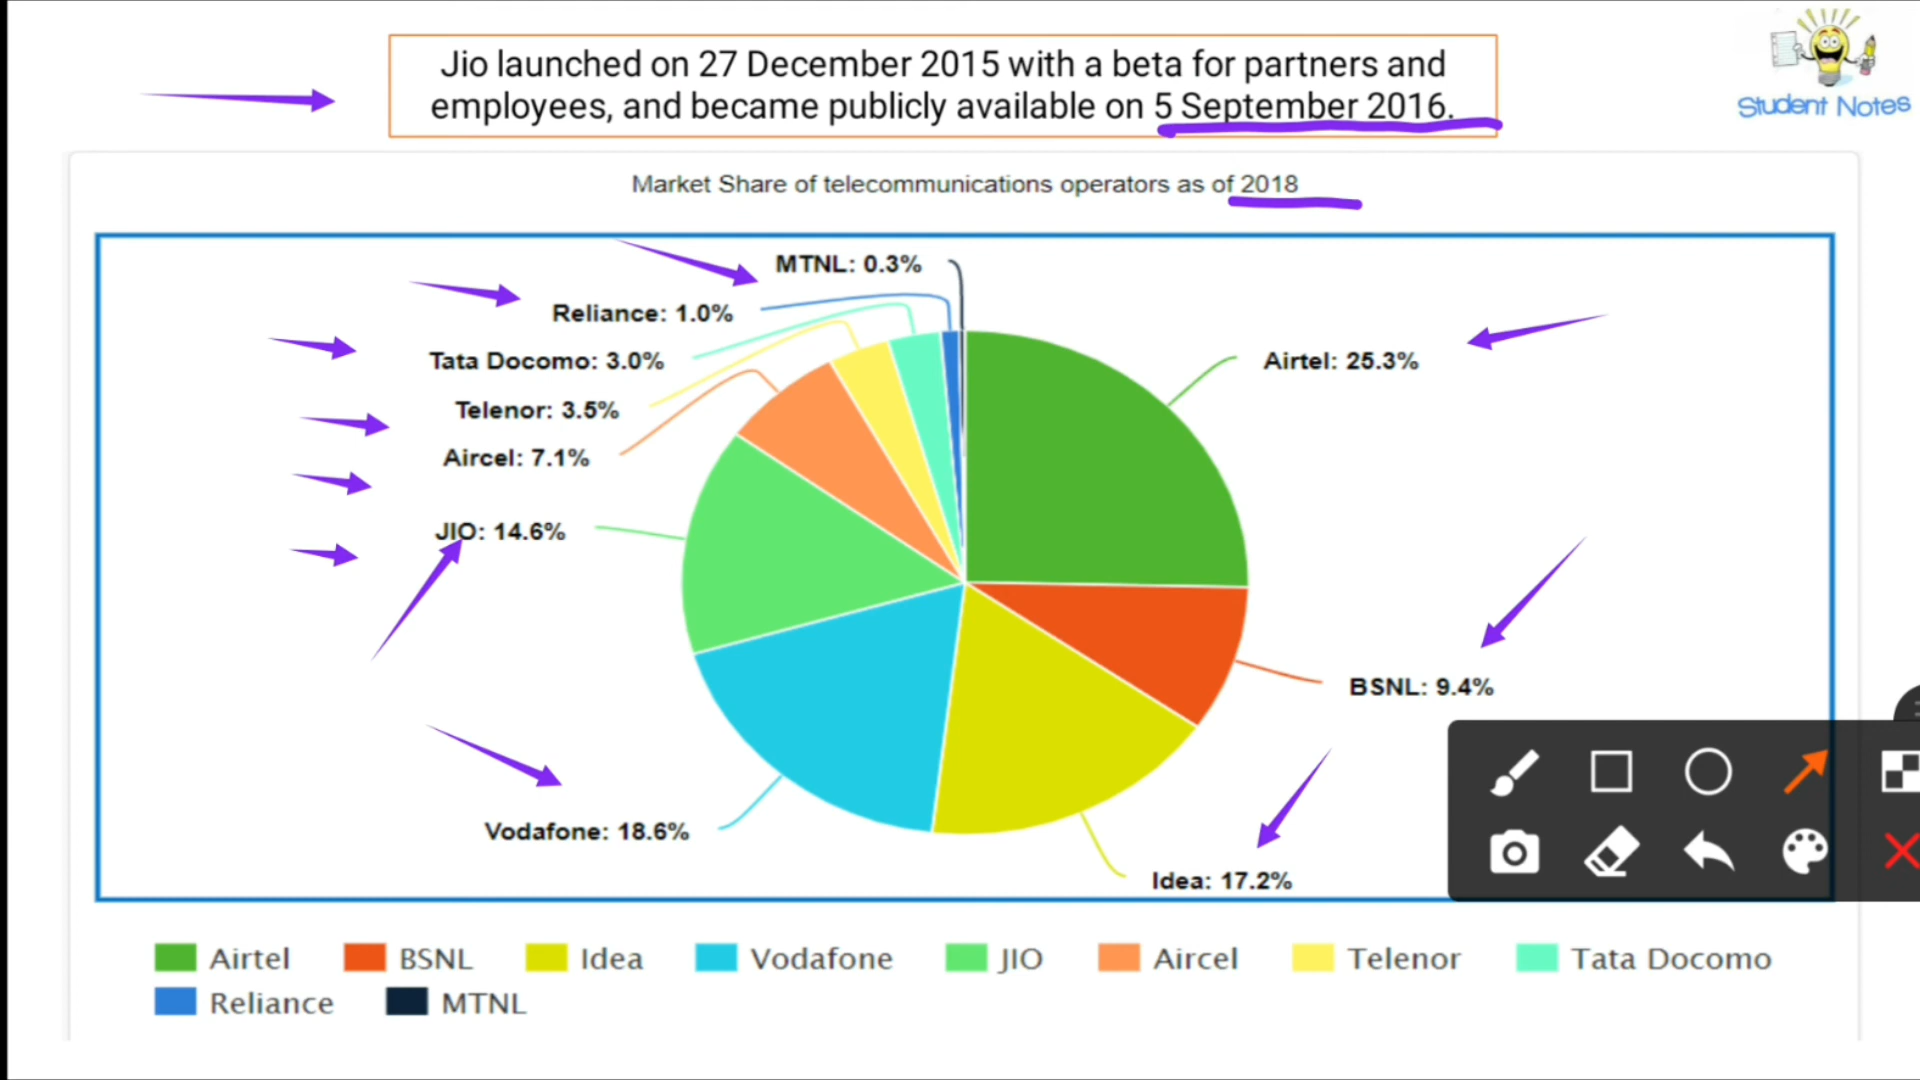 Jio launched on 27 December 2015 with a beta for partners and
employees, and became publicly available on 5 September 2016.
Student Notes
Market Share of telecommunications operators as of 2018
MTNL: 0.3%
Reliance: 1.0%
Tata Docomo: 3.0%
Airtel: 25.3%
Telenor: 3.5%
Aircel: 7.1%
JIO: 14.6%
BSNL: 9.4%
Vodafone: 18.6%
Idea: 17.2%
Airtel BSNL Idea Vodafone JIO Aircel Telenor Tata Docomo
Reliance MTNL